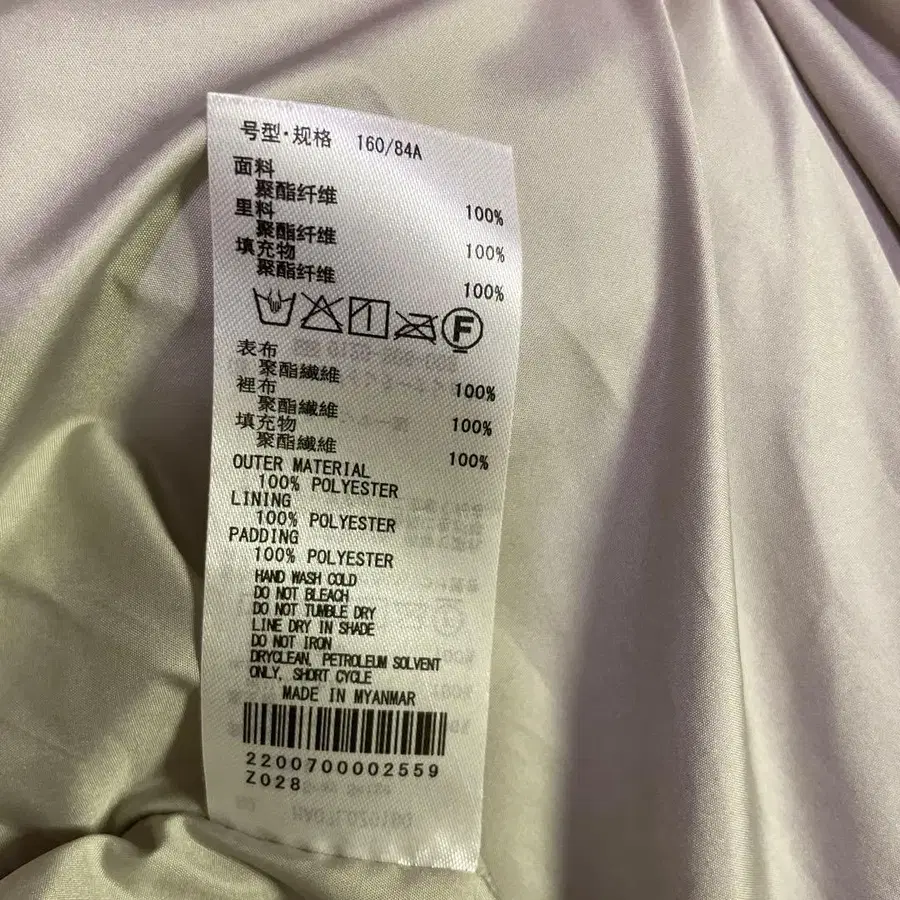 号型·规格 160/84A
面料
聚酯纤维 100%
里料
聚酯纤维 100%
填充物
聚酯纤维 100%
F
表布
聚酯纖維 100%
裡布
聚酯纖維 100%
填充物
聚酯纖維 100%
OUTER MATERIAL
100% POLYESTER
LINING
100% POLYESTER
PADDING
100% POLYESTER
HAND WASH COLD
DO NOT BLEACH
DO NOT TUMBLE DRY
LINE DRY IN SHADE
DO NOT IRON
DRYCLEAN, PETROLEUM SOLVENT
ONLY, SHORT CYCLE
MADE IN MYANMAR
2200700002559
Z028